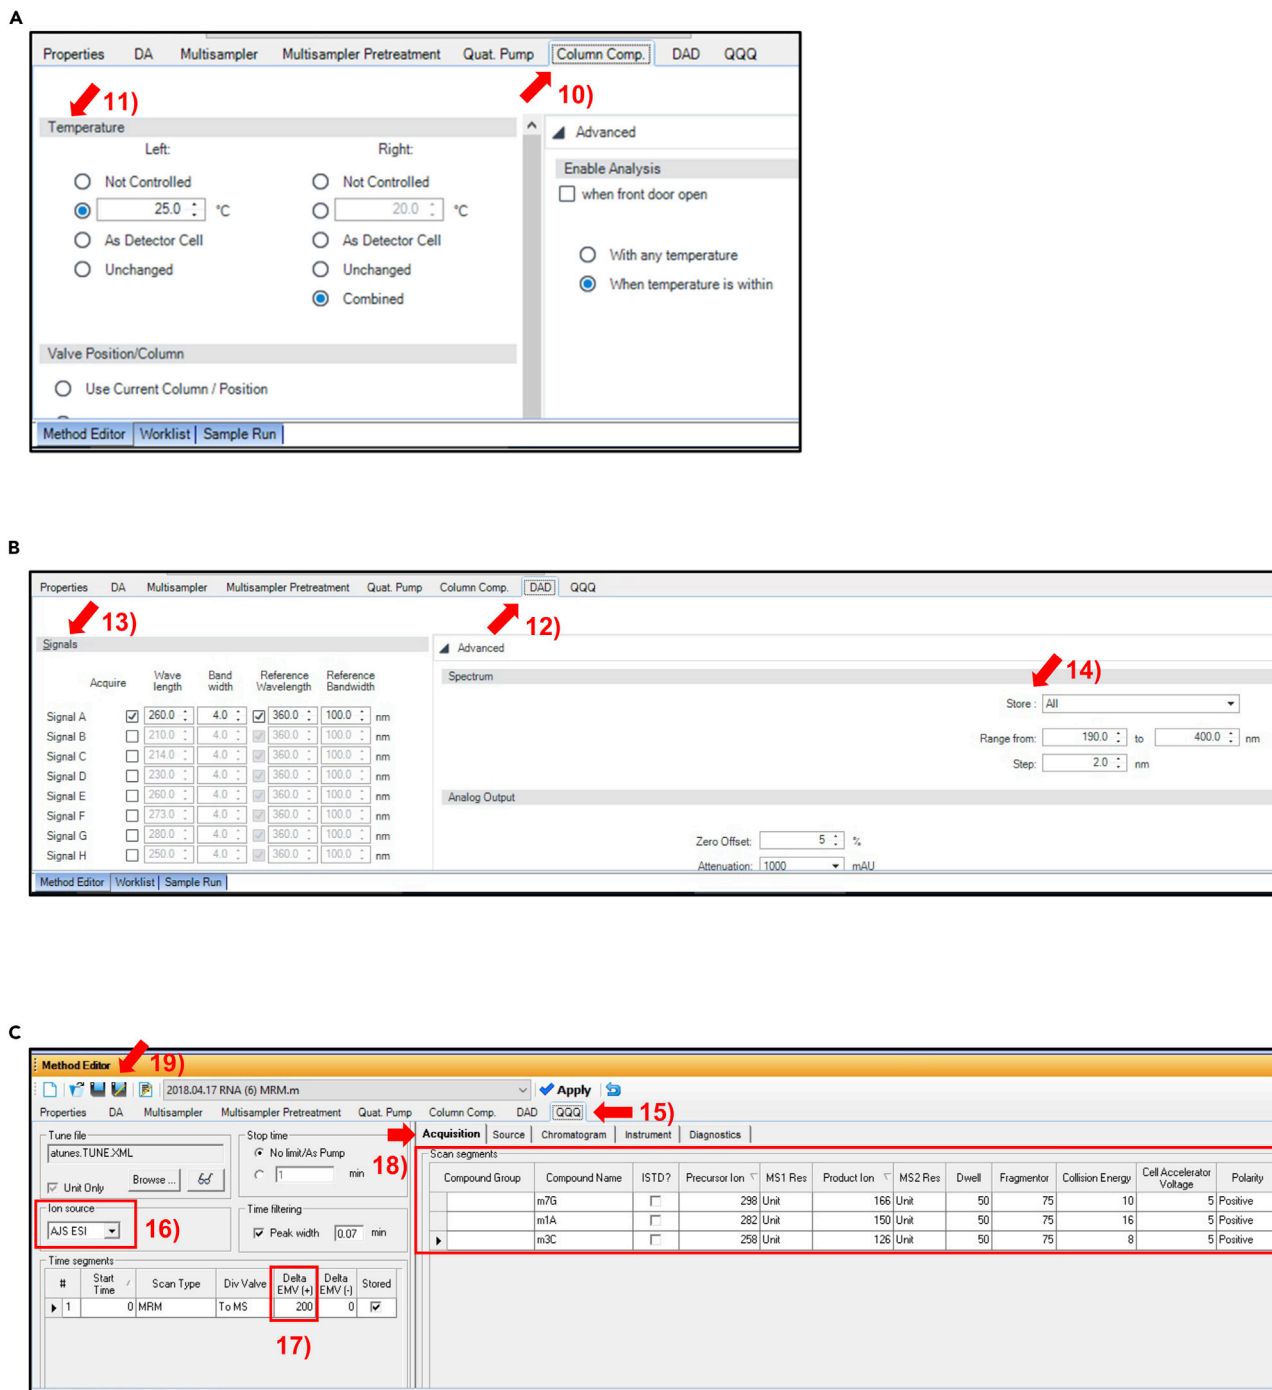 A
Properties DA Multisampler Multisampler Pretreatment Quat. Pump Column Comp. DAD QQQ
11) 10)
Temperature
Advanced
Left: Right:
Enable Analysis
Not Controlled Not Controlled
when front door open
25.0 °C 20.0 °C
As Detector Cell As Detector Cell
With any temperature
Unchanged Unchanged
When temperature is within
Combined
Valve Position/Column
Use Current Column / Position
Method Editor Worklist Sample Run
B
Properties DA Multisampler Multisampler Pretreatment Quat. Pump Column Comp. DAD QQQ
13) 12)
Signals
Advanced
Spectrum
14)
Acquire Wave length Band width Reference Wavelength Reference Bandwidth
Store : All
Signal A 260.0 4.0 360.0 100.0 nm
Signal B 210.0 4.0 360.0 100.0 nm
Range from: 190.0 to 400.0 nm
Signal C 214.0 4.0 360.0 100.0 nm
Step: 2.0 nm
Signal D 230.0 4.0 360.0 100.0 nm
Signal E 260.0 4.0 360.0 100.0 nm
Analog Output
Signal F 273.0 4.0 360.0 100.0 nm
Signal G 280.0 4.0 360.0 100.0 nm
Zero Offset: 5 %
Signal H 250.0 4.0 360.0 100.0 nm
Attenuation: 1000 mAU
Method Editor Worklist Sample Run
C
Method Editor 19)
2018.04.17 RNA (6) MRM.m Apply
Properties DA Multisampler Multisampler Pretreatment Quat. Pump Column Comp. DAD QQQ 15)
Tune file
atunes.TUNE.XML
Browse ...
Unit Only
Stop time
No limit/As Pump
1 min
18)
Ion source
AJS ESI
16)
Time filtering
Peak width 0.07 min
Time segments
# Start Time Scan Type Div Valve Delta EMV (+) Delta EMV (-) Stored
1 0 MRM To MS 200 0
17)
Acquisition Source Chromatogram Instrument Diagnostics
Scan segments
Compound Group Compound Name ISTD? Precursor Ion MS1 Res Product Ion MS2 Res Dwell Fragmentor Collision Energy Cell Accelerator Voltage Polarity
m7G 298 Unit 166 Unit 50 75 10 5 Positive
m1A 282 Unit 150 Unit 50 75 16 5 Positive
m3C 258 Unit 126 Unit 50 75 8 5 Positive